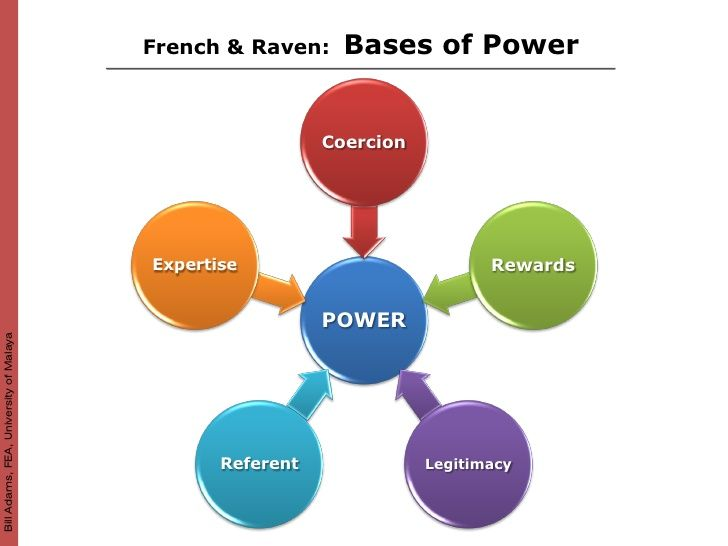 French & Raven: Bases of Power
Coercion
Expertise
Rewards
POWER
Referent
Legitimacy
Bill Adams, FEA, University of Malaya